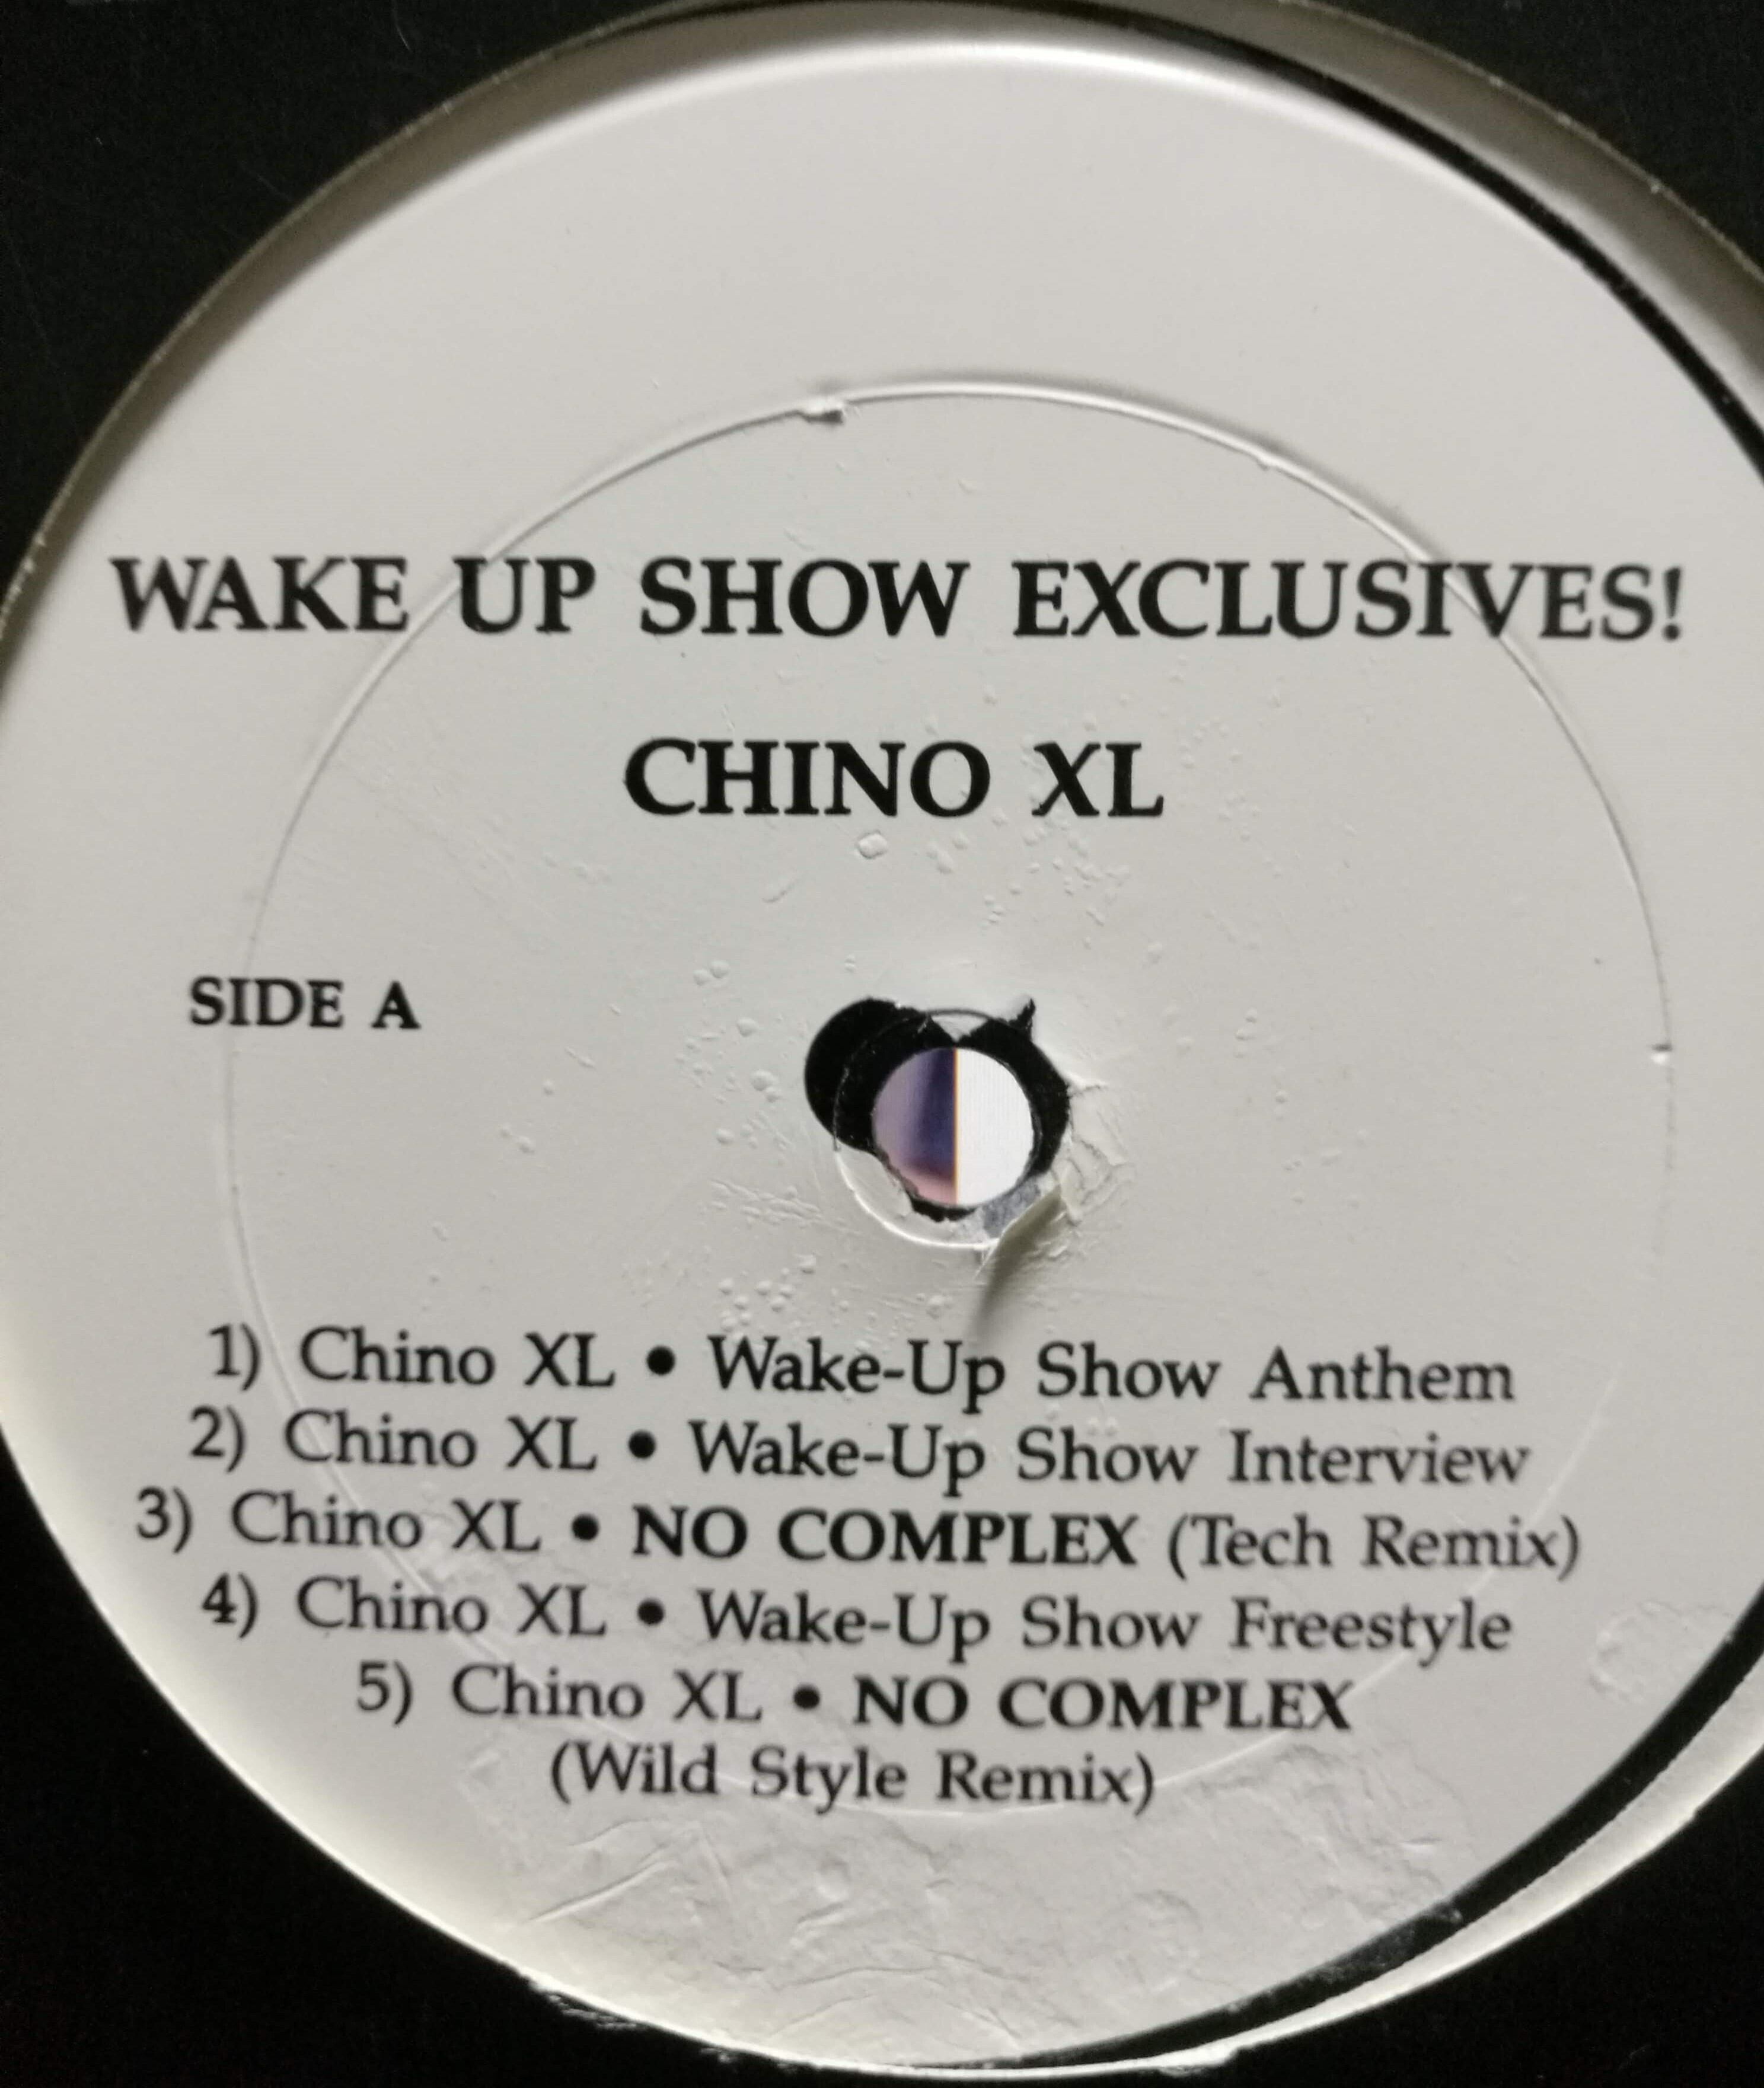 WAKE UP SHOW EXCLUSIVES!
CHINO XL
SIDE A
1) Chino XL • Wake-Up Show Anthem
2) Chino XL • Wake-Up Show Interview
3) Chino XL • NO COMPLEX (Tech Remix)
4) Chino XL • Wake-Up Show Freestyle
5) Chino XL • NO COMPLEX
(Wild Style Remix)